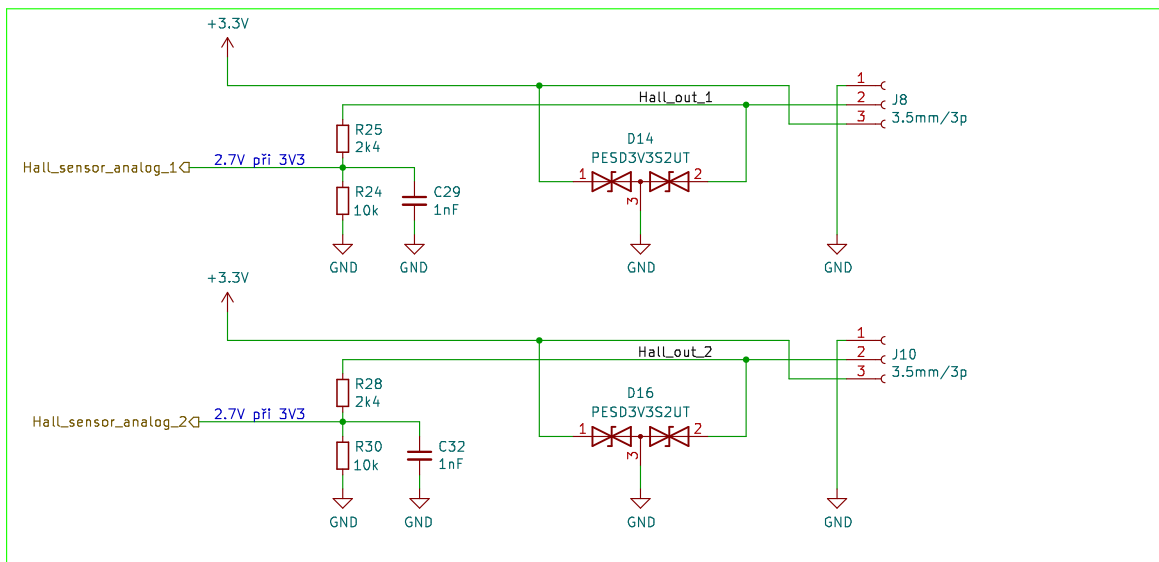 +3.3V
1
Hall_out_1
2
J8
3
3.5mm/3p
R25
2k4
D14
PESD3V3S2UT
2.7V při 3V3
Hall_sensor_analog_1
1
2
3
R24
10k
C29
1nF
GND
GND
GND
GND
+3.3V
1
Hall_out_2
2
J10
3
3.5mm/3p
R28
2k4
D16
PESD3V3S2UT
2.7V při 3V3
Hall_sensor_analog_2
1
2
3
R30
10k
C32
1nF
GND
GND
GND
GND